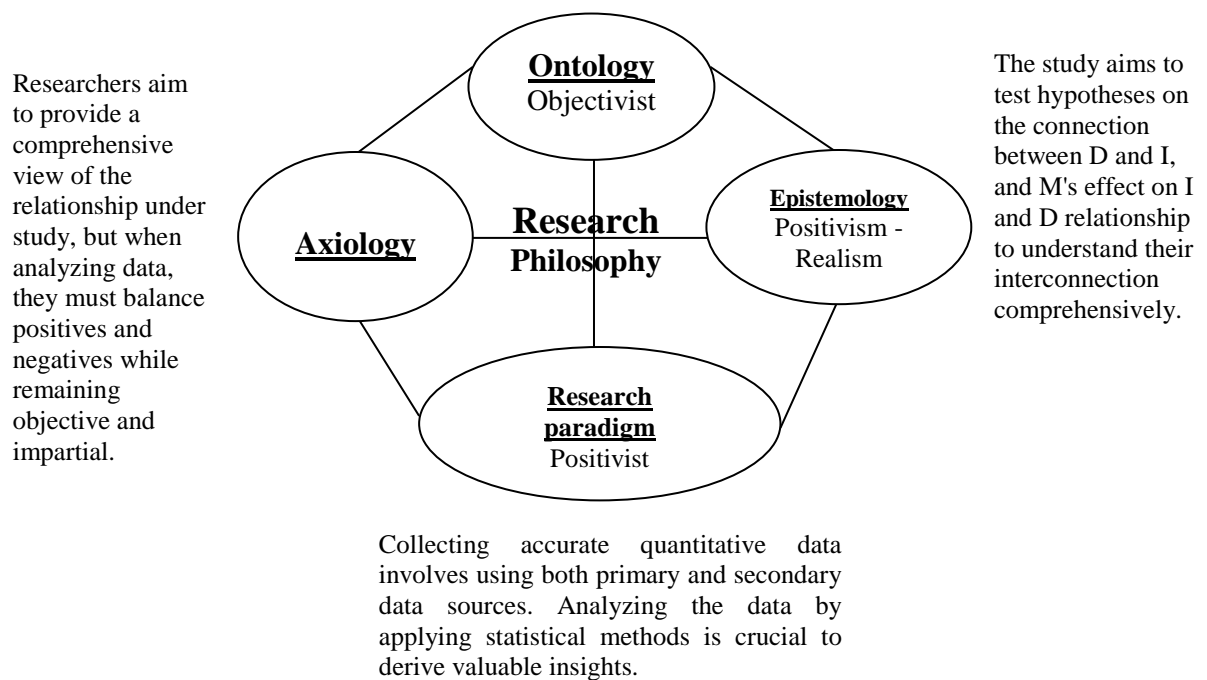 Ontology
Objectivist
Researchers aim
to provide a
comprehensive
view of the
relationship under
study, but when
analyzing data,
they must balance
positives and
negatives while
remaining
objective and
impartial.
Axiology
Research
Philosophy
Epistemology
Positivism -
Realism
The study aims to
test hypotheses on
the connection
between D and I,
and M's effect on I
and D relationship
to understand their
interconnection
comprehensively.
Research
paradigm
Positivist
Collecting accurate quantitative data
involves using both primary and secondary
data sources. Analyzing the data by
applying statistical methods is crucial to
derive valuable insights.